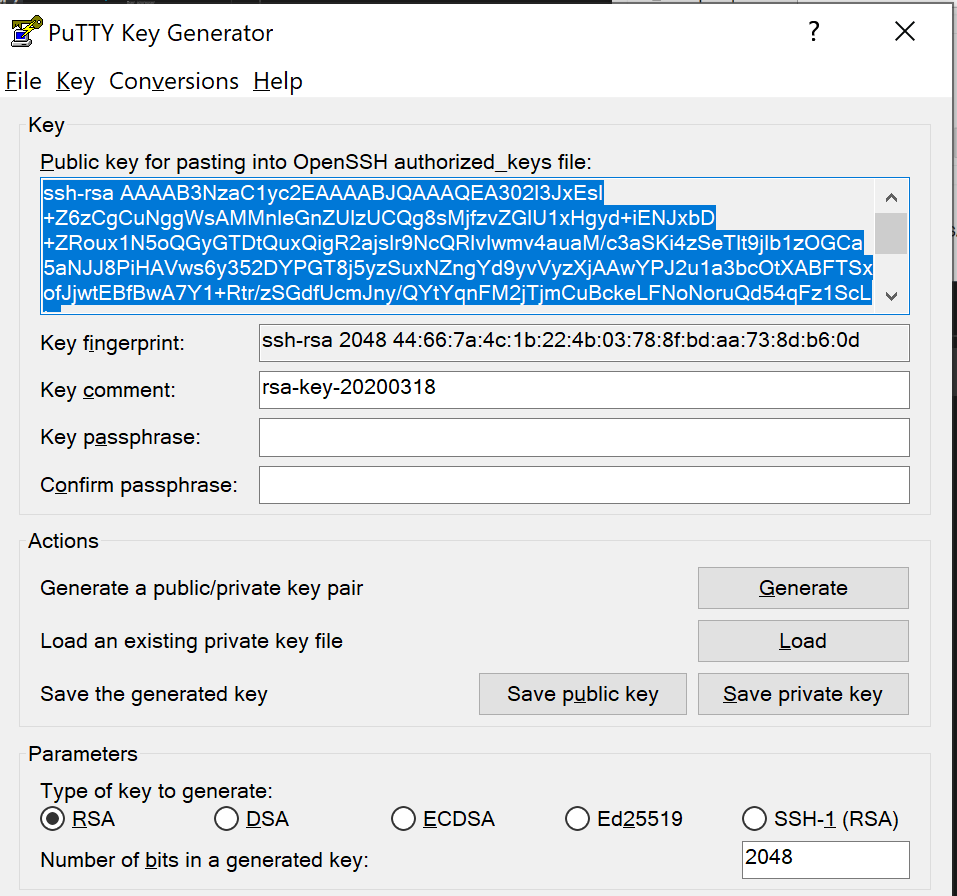 PuTTY Key Generator
?
File Key Conversions Help
Key
Public key for pasting into OpenSSH authorized_keys file:
ssh-rsa AAAAB3NzaC1yc2EAAAABJQAAAQEA302I3JxEsI
+Z6zCgCuNggWsAMMnleGnZUIzUCQg8sMjfzvZGlU1xHgyd+iENJxbD
+ZRoux1N5oQGyGTDtQuxQigR2ajsIr9NcQRIvIwmv4auaM/c3aSKi4zSeTlt9jlb1zOGCa
5aNJJ8PiHAVws6y352DYPGT8j5yzSuxNZngYd9yvVyzXjAAwYPJ2u1a3bcOtXABFTSx
ofJjwtEBfBwA7Y1+Rtr/zSGdfUcmJny/QYtYqnFM2jTjmCuBckeLFNoNoruQd54qFz1ScL
Key fingerprint: ssh-rsa 2048 44:66:7a:4c:1b:22:4b:03:78:8f:bd:aa:73:8d:b6:0d
Key comment: rsa-key-20200318
Key passphrase:
Confirm passphrase:
Actions
Generate a public/private key pair Generate
Load an existing private key file Load
Save the generated key Save public key Save private key
Parameters
Type of key to generate:
RSA DSA ECDSA Ed25519 SSH-1 (RSA)
Number of bits in a generated key: 2048